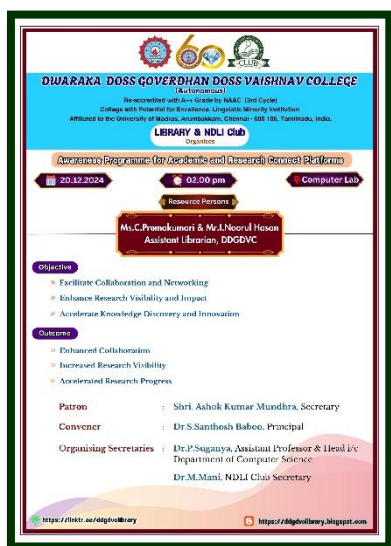 CLUB
DWARAKA DOSS GOVERDHAN DOSS VAISHNAV COLLEGE
(Autonomous)
Re-accredited with A++ Grade by NAAC (3rd Cycle)
College with Potential for Excellence, Linguistic Minority Institution
Affiliated to the University of Madras, Arumbakkam, Chennai - 600 106, Tamilnadu, India.
LIBRARY & NDLI Club
Organises
Awareness Programme for Academic and Research Connect Platforms
20.12.2024 02.00 pm Computer Lab
Resource Persons
Ms.C.Premakumari & Mr.I.Noorul Hasan
Assistant Librarian, DDGDVC
Objective
Facilitate Collaboration and Networking
Enhance Research Visibility and Impact
Accelerate Knowledge Discovery and Innovation
Outcome
Enhanced Collaboration
Increased Research Visibility
Accelerated Research Progress
Patron : Shri. Ashok Kumar Mundhra, Secretary
Convener : Dr.S.Santhosh Baboo, Principal
Organising Secretaries : Dr.P.Suganya, Assistant Professor & Head i/c
Department of Computer Science
Dr.M.Mani, NDLI Club Secretary
https://linktr.ee/ddgdvclibrary https://ddgdvclibrary.blogspot.com